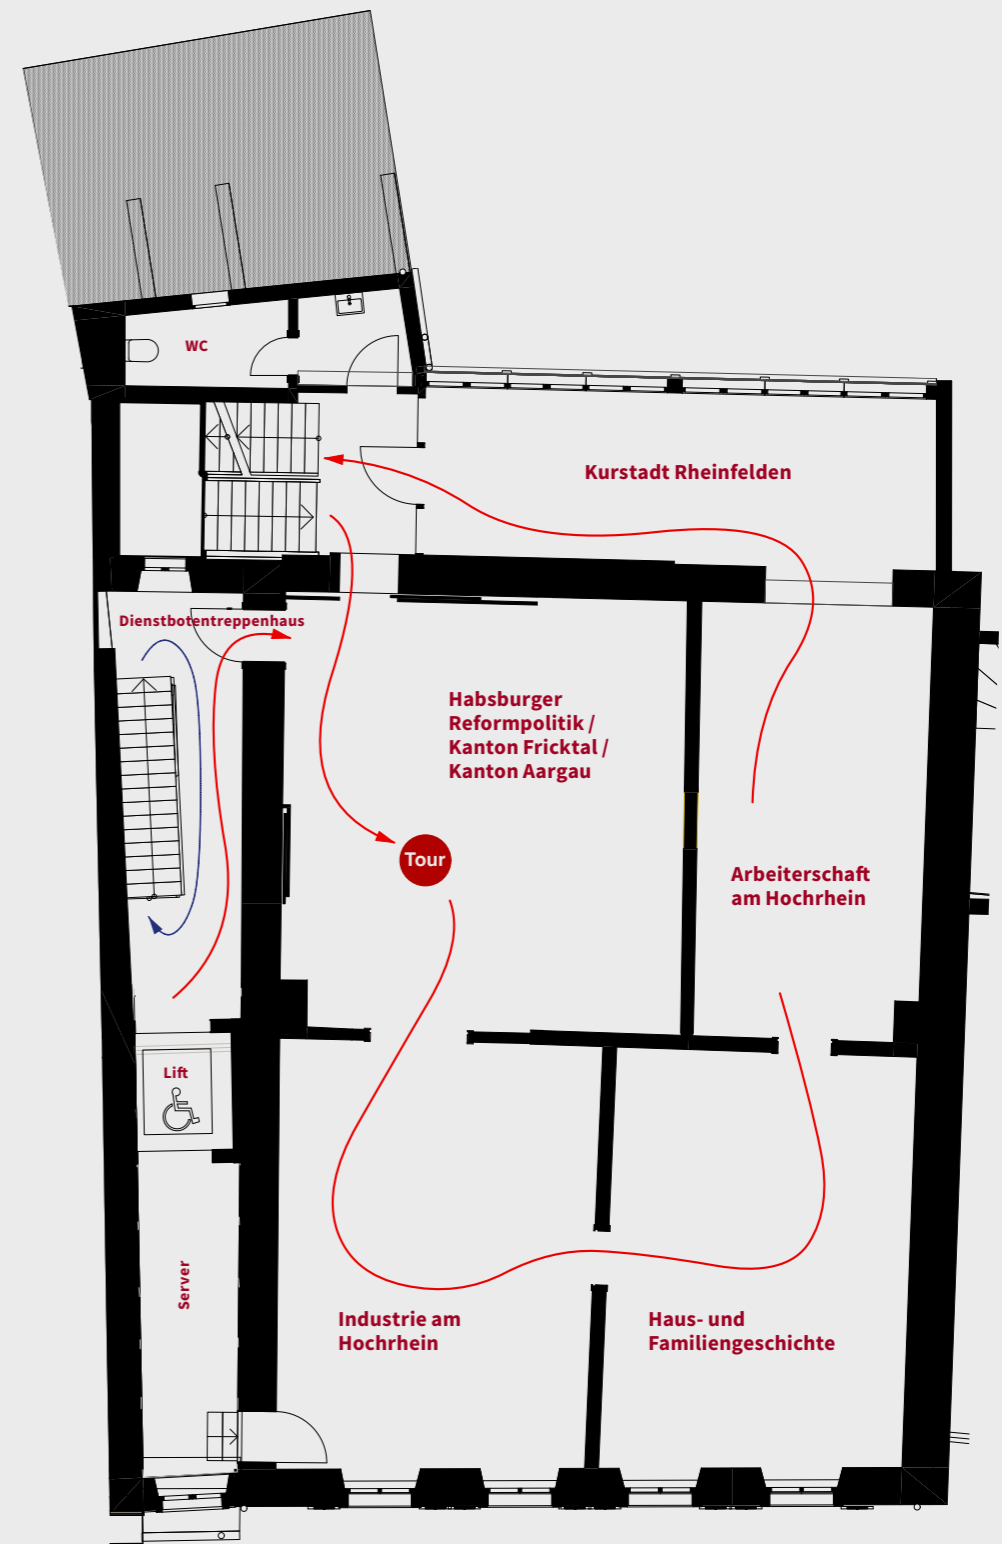 WC
Kurstadt Rheinfelden
Dienstbotentreppenhaus
Habsburger
Reformpolitik /
Kanton Fricktal /
Kanton Aargau
Tour
Arbeiterschaft
am Hochrhein
Lift
Server
Industrie am
Hochrhein
Haus- und
Familiengeschichte